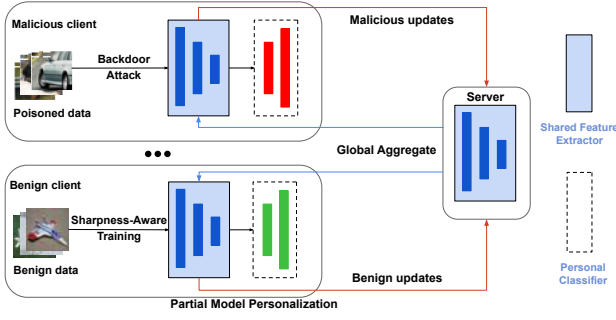 Malicious client
Backdoor
Attack
Poisoned data
Malicious updates
Server
Shared Feature
Extractor
Global Aggregate
Benign client
Sharpness-Aware
Training
Benign data
Benign updates
Personal
Classifier
Partial Model Personalization